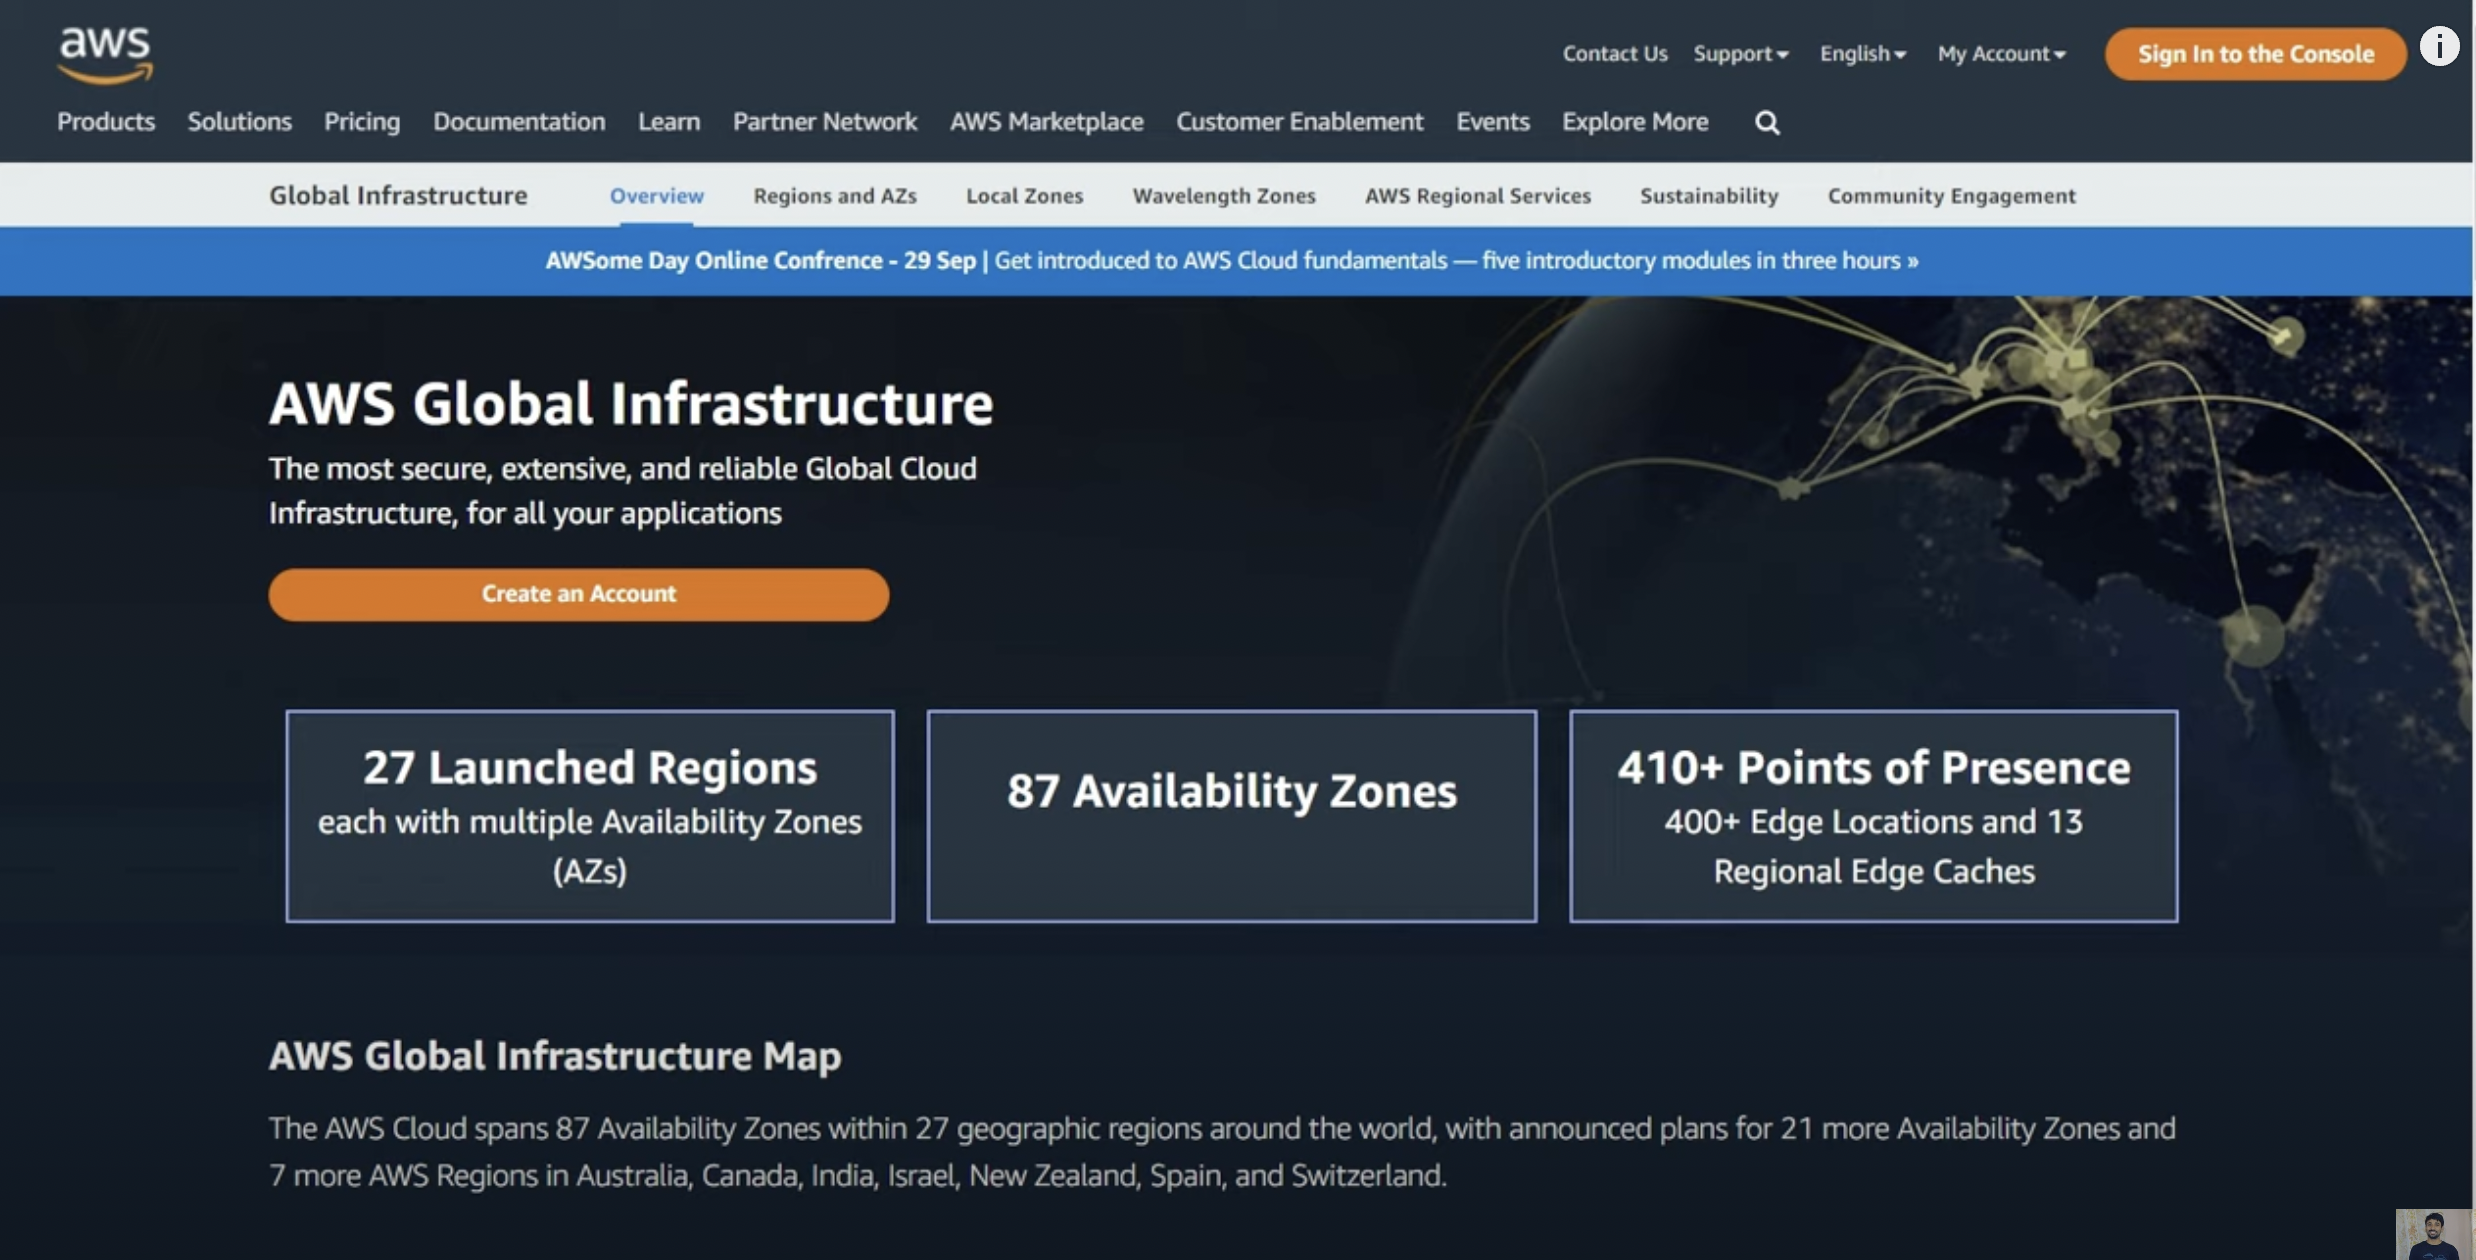 aws
Contact Us Support English My Account Sign In to the Console i
Products Solutions Pricing Documentation Learn Partner Network AWS Marketplace Customer Enablement Events Explore More
Global Infrastructure Overview Regions and AZs Local Zones Wavelength Zones AWS Regional Services Sustainability Community Engagement
AWSome Day Online Confrence - 29 Sep | Get introduced to AWS Cloud fundamentals — five introductory modules in three hours »
AWS Global Infrastructure
The most secure, extensive, and reliable Global Cloud
Infrastructure, for all your applications
Create an Account
27 Launched Regions
each with multiple Availability Zones
(AZs)
87 Availability Zones
410+ Points of Presence
400+ Edge Locations and 13
Regional Edge Caches
AWS Global Infrastructure Map
The AWS Cloud spans 87 Availability Zones within 27 geographic regions around the world, with announced plans for 21 more Availability Zones and
7 more AWS Regions in Australia, Canada, India, Israel, New Zealand, Spain, and Switzerland.